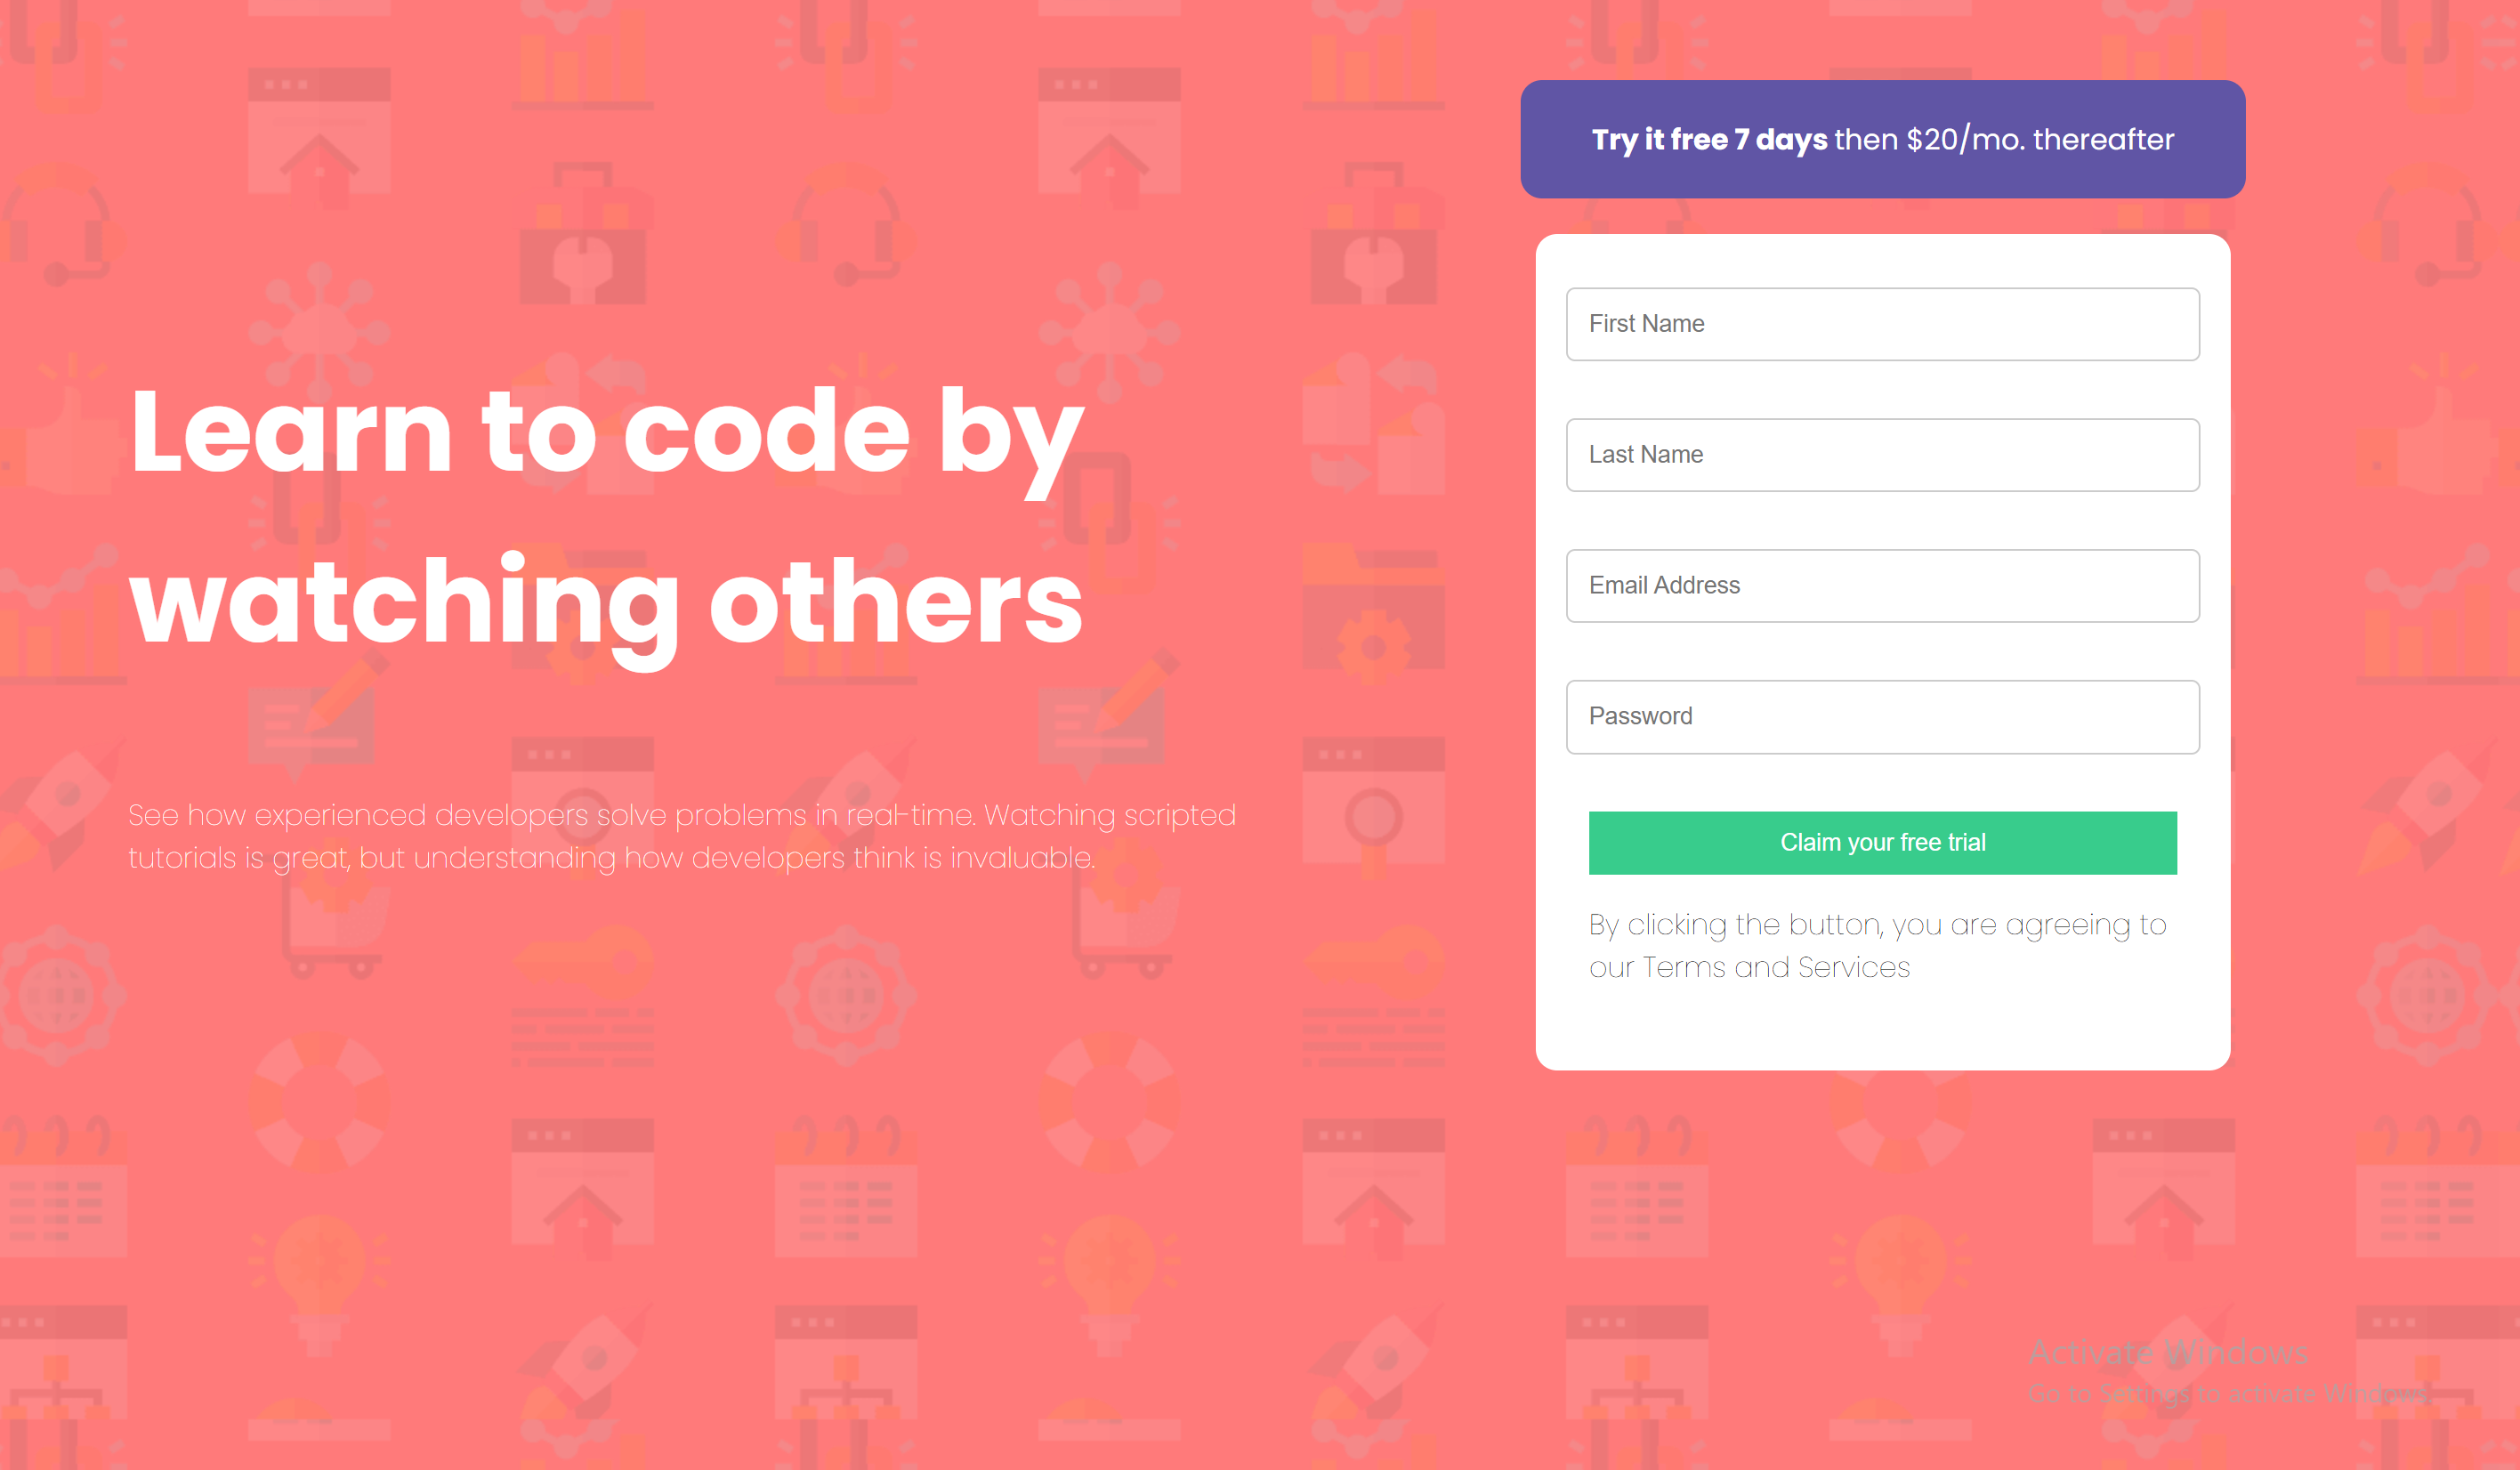 Learn to code by
watching others
See how experienced developers solve problems in real-time. Watching scripted
tutorials is great, but understanding how developers think is invaluable.
Try it free 7 days then $20/mo. thereafter
First Name
Last Name
Email Address
Password
Claim your free trial
By clicking the button, you are agreeing to
our Terms and Services
Activate Windows
Go to Settings to activate Windows.